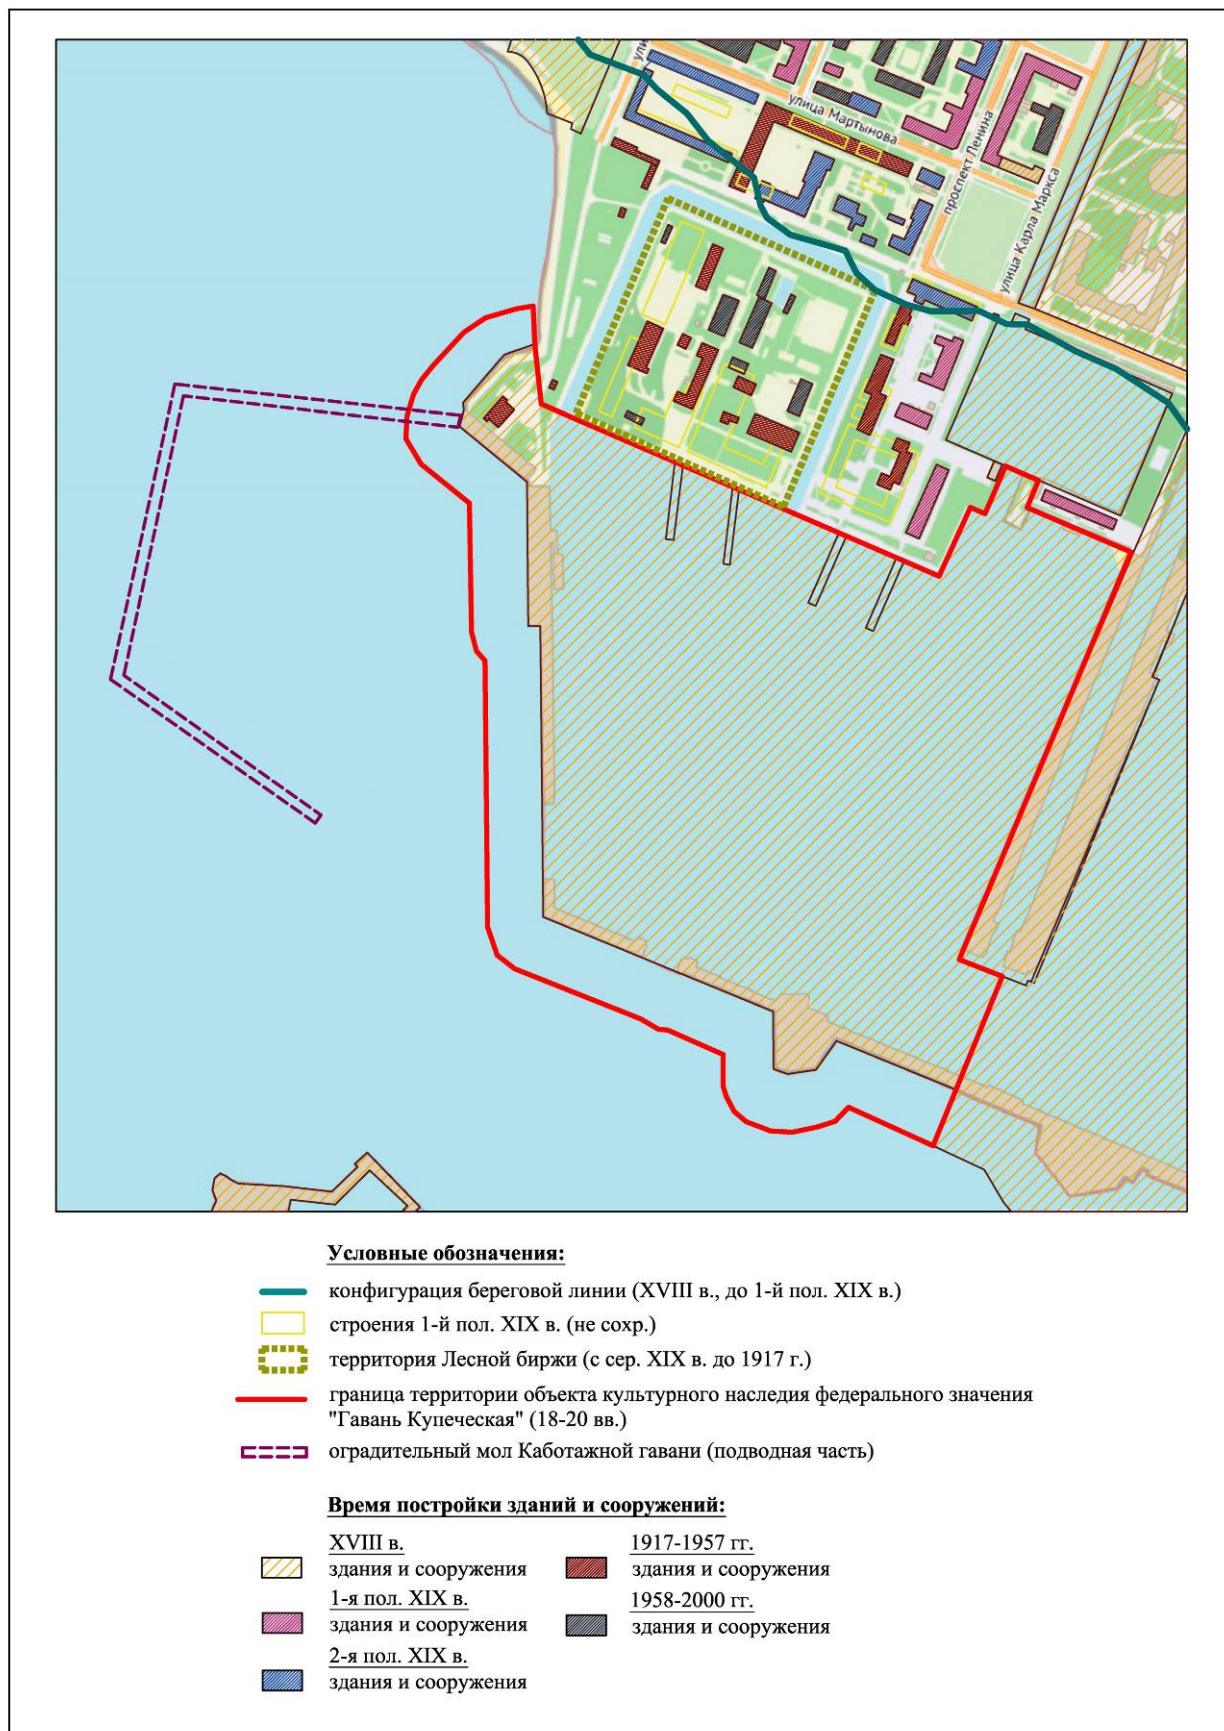 ули
улица Мартынова
проспект Ленина
улица Карла Маркса
Условные обозначения:
конфигурация береговой линии (XVIII в., до 1-й пол. XIX в.)
строения 1-й пол. XIX в. (не сохр.)
территория Лесной биржи (с сер. XIX в. до 1917 г.)
граница территории объекта культурного наследия федерального значения
"Гавань Купеческая" (18-20 вв.)
оградительный мол Каботажной гавани (подводная часть)
Время постройки зданий и сооружений:
XVIII в.
здания и сооружения
1-я пол. XIX в.
здания и сооружения
2-я пол. XIX в.
здания и сооружения
1917-1957 гг.
здания и сооружения
1958-2000 гг.
здания и сооружения